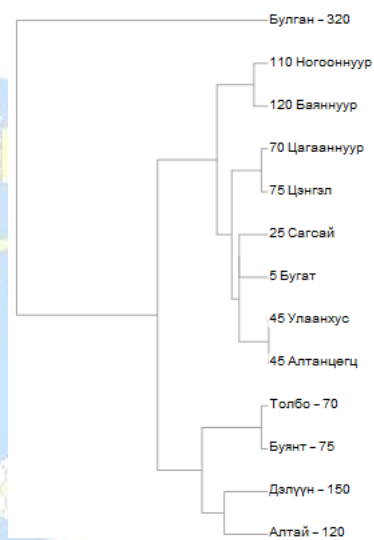 Булган – 320
110 Ногооннуур
120 Баяннуур
70 Цагааннуур
75 Цэнгэл
25 Сагсай
5 Бугат
45 Улаанхус
45 Алтанцөгц
Толбо – 70
Буянт – 75
Дэлүүн – 150
Алтай – 120